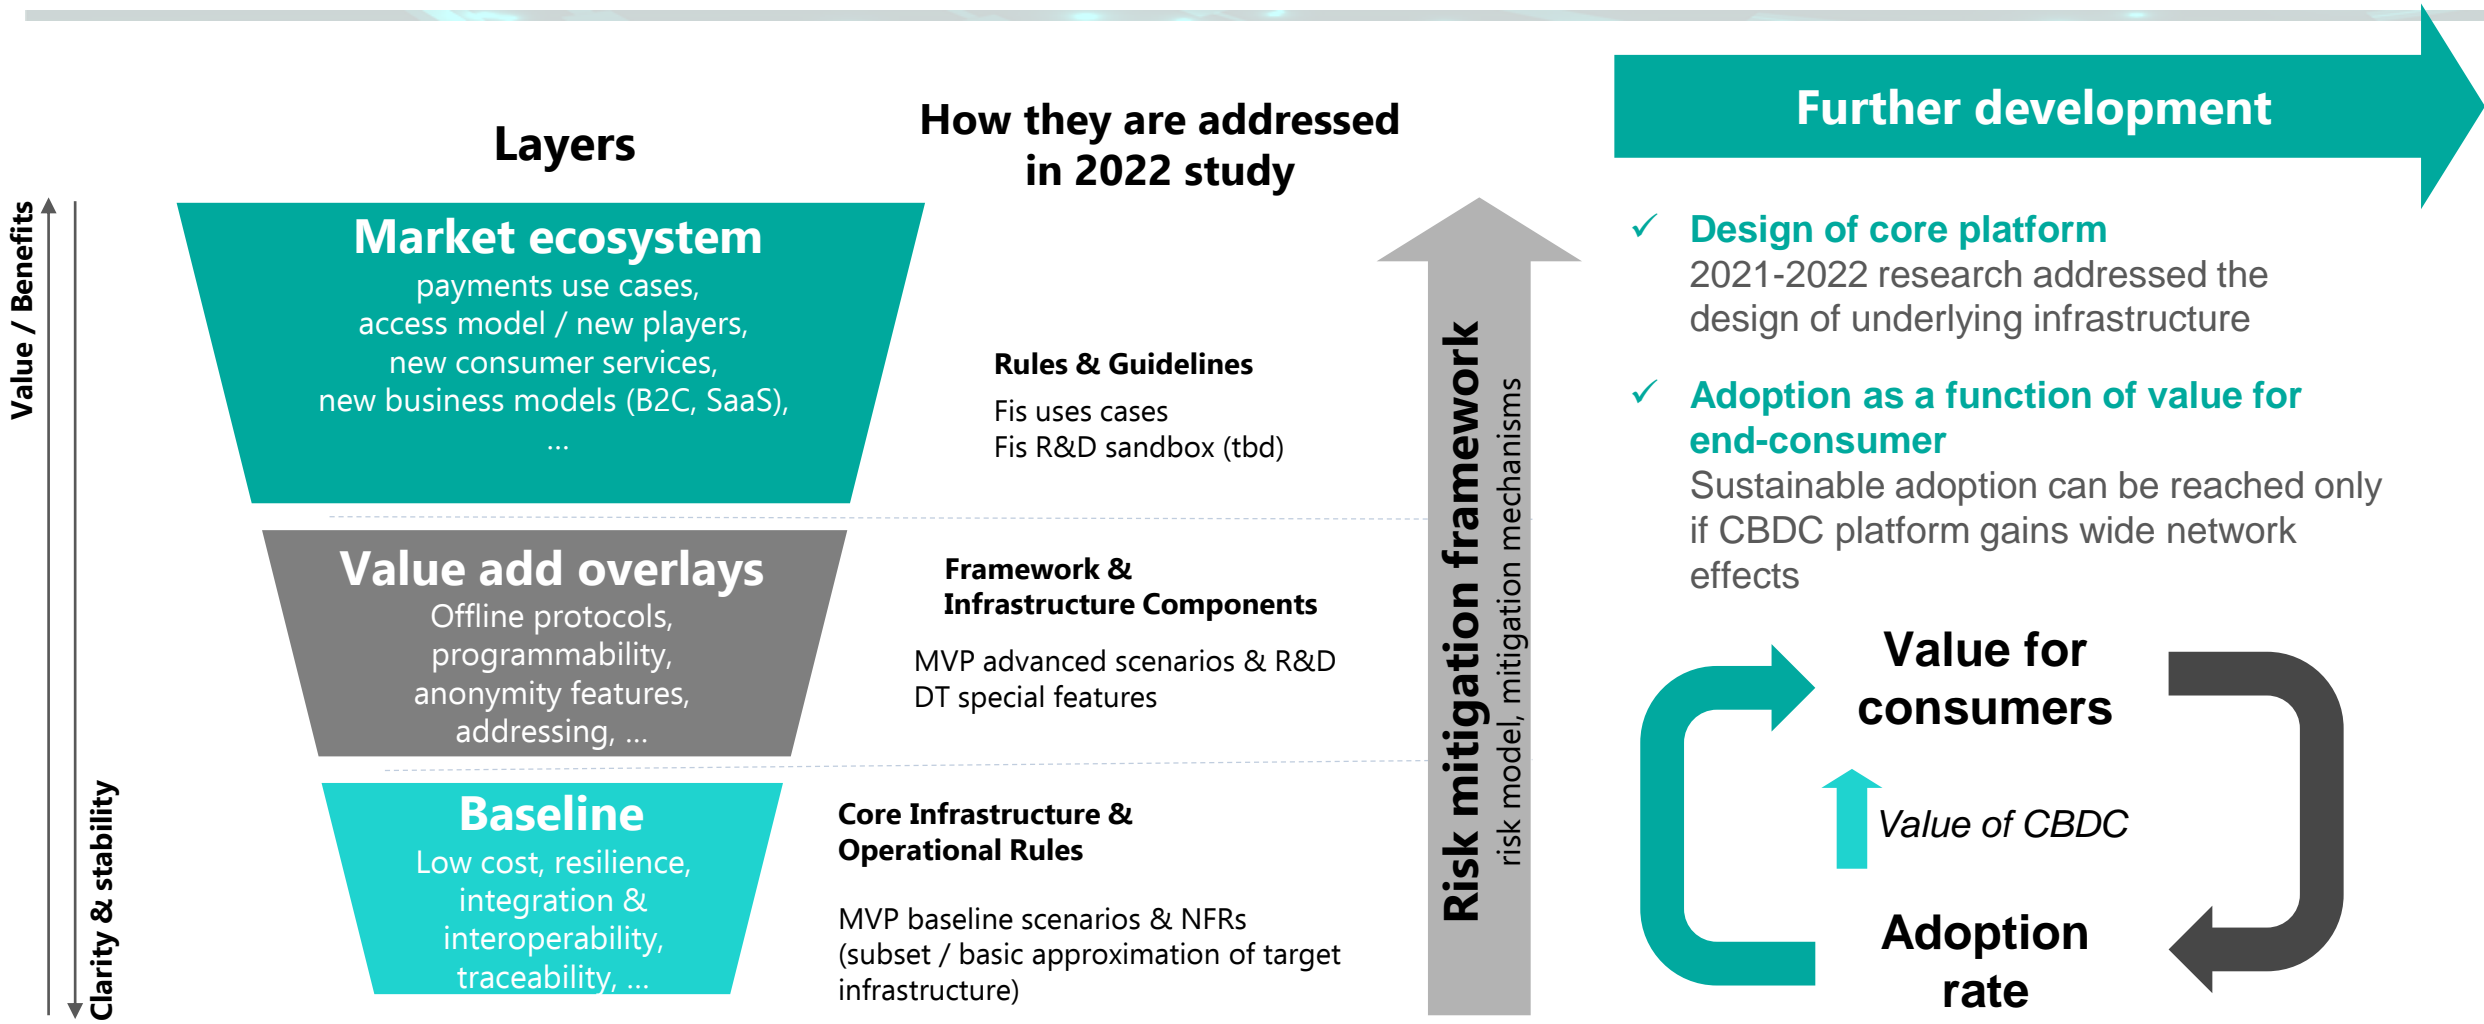 Layers
How they are addressed
in 2022 study
Further development
Value / Benefits
Clarity & stability
Market ecosystem
payments use cases,
access model / new players,
new consumer services,
new business models (B2C, SaaS),
...
Rules & Guidelines
Fis uses cases
Fis R&D sandbox (tbd)
Value add overlays
Offline protocols,
programmability,
anonymity features,
addressing, ...
Framework &
Infrastructure Components
MVP advanced scenarios & R&D
DT special features
Baseline
Low cost, resilience,
integration &
interoperability,
traceability, ...
Core Infrastructure &
Operational Rules
MVP baseline scenarios & NFRs
(subset / basic approximation of target
infrastructure)
Risk mitigation framework
risk model, mitigation mechanisms
✓ Design of core platform
2021-2022 research addressed the
design of underlying infrastructure
✓ Adoption as a function of value for
end-consumer
Sustainable adoption can be reached only
if CBDC platform gains wide network
effects
Value for
consumers
Value of CBDC
Adoption
rate